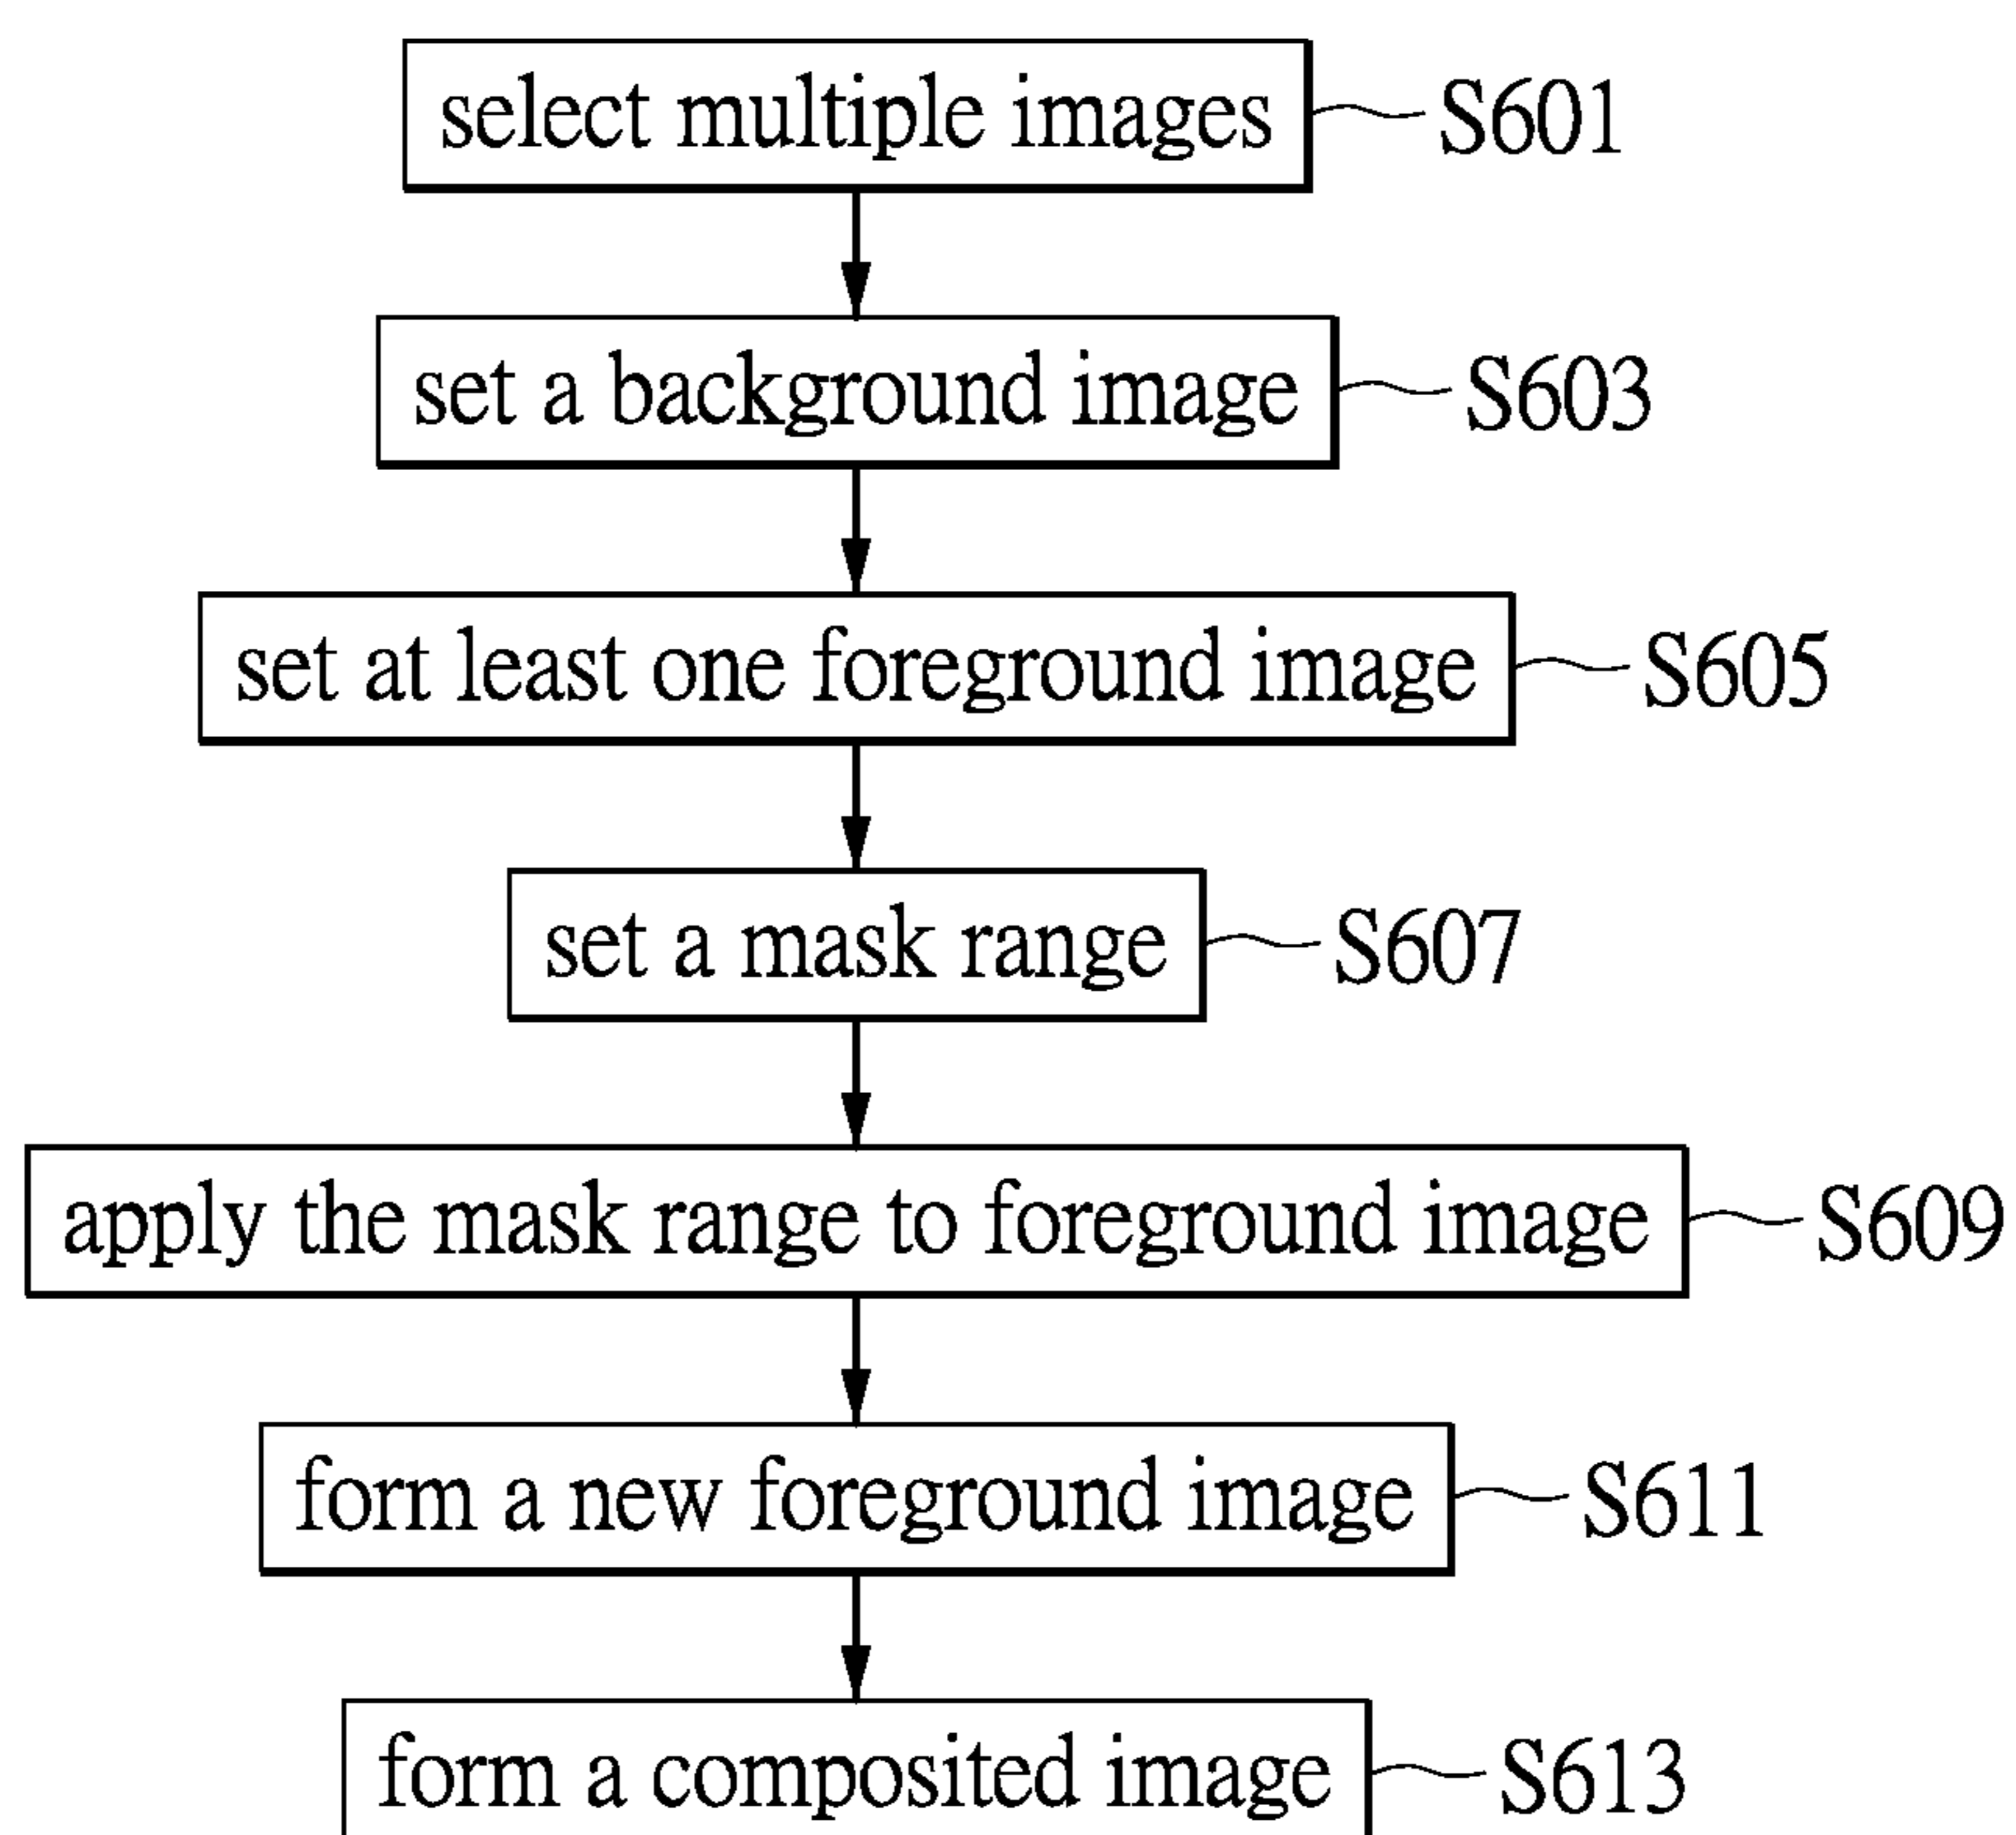 select multiple images S601
set a background image S603
set at least one foreground image S605
set a mask range S607
apply the mask range to foreground image S609
form a new foreground image S611
form a composited image S613